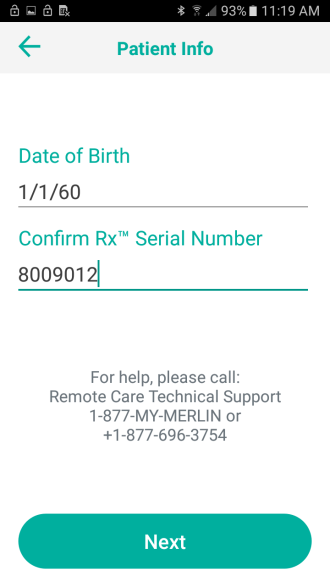 93% 11:19 AM
Patient Info
Date of Birth
1/1/60
Confirm Rx™ Serial Number
8009012
For help, please call:
Remote Care Technical Support
1-877-MY-MERLIN or
+1-877-696-3754
Next